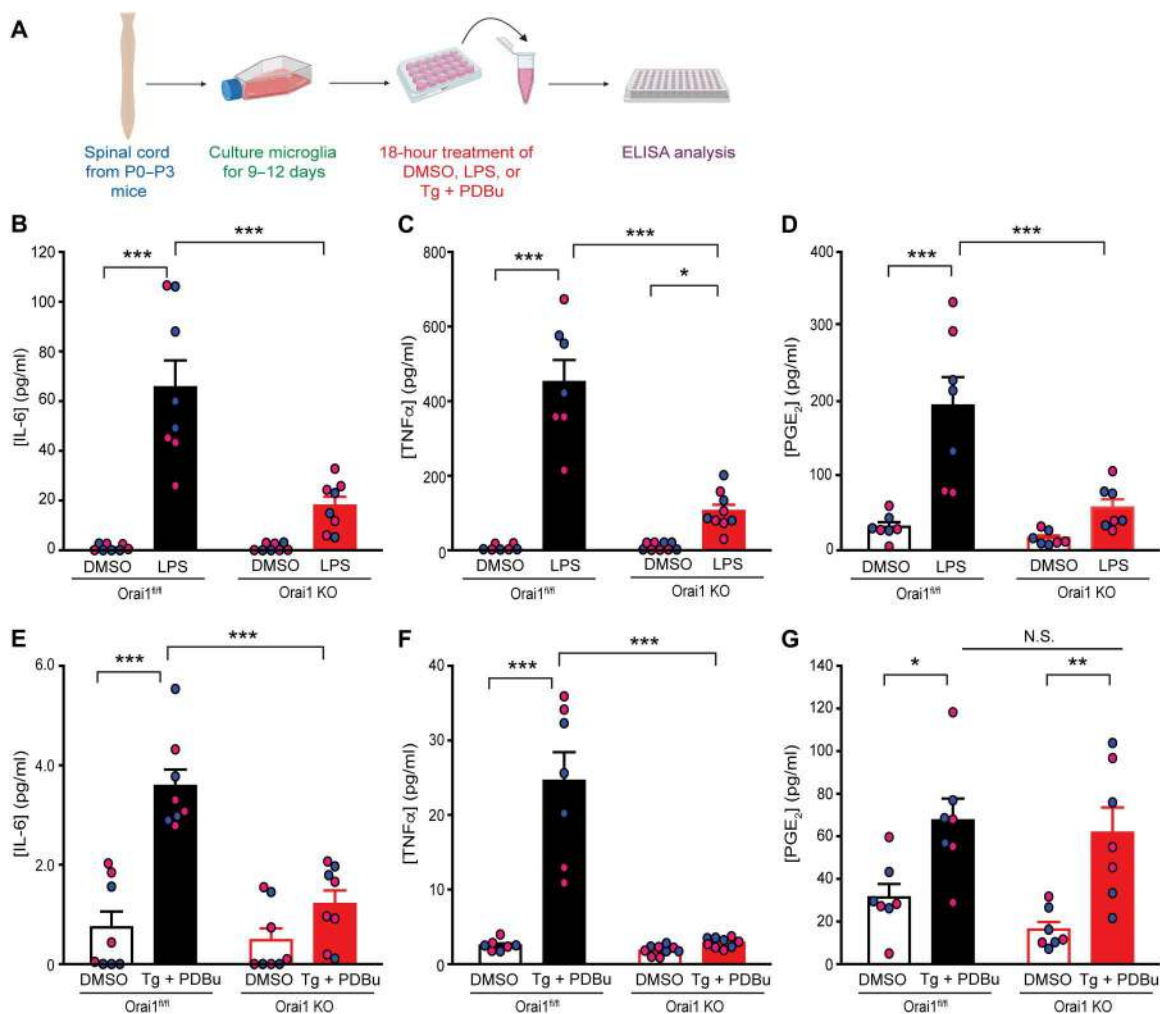 A
Spinal cord
from P0–P3
mice
Culture microglia
for 9–12 days
18-hour treatment of
DMSO, LPS, or
Tg + PDBu
ELISA analysis
B
[IL-6] (pg/ml)
120
100
80
60
40
20
0
***
***
DMSO LPS DMSO LPS
Orai1fl/fl Orai1 KO
C
[TNFα] (pg/ml)
800
600
400
200
0
***
***
*
DMSO LPS DMSO LPS
Orai1fl/fl Orai1 KO
D
[PGE2] (pg/ml)
400
300
200
100
0
***
***
DMSO LPS DMSO LPS
Orai1fl/fl Orai1 KO
E
[IL-6] (pg/ml)
6.0
4.0
2.0
0.0
***
***
DMSO Tg + PDBu DMSO Tg + PDBu
Orai1fl/fl Orai1 KO
F
[TNFα] (pg/ml)
40
30
20
10
0
***
***
DMSO Tg + PDBu DMSO Tg + PDBu
Orai1fl/fl Orai1 KO
G
[PGE2] (pg/ml)
140
120
100
80
60
40
20
0
N.S.
*
**
DMSO Tg + PDBu DMSO Tg + PDBu
Orai1fl/fl Orai1 KO